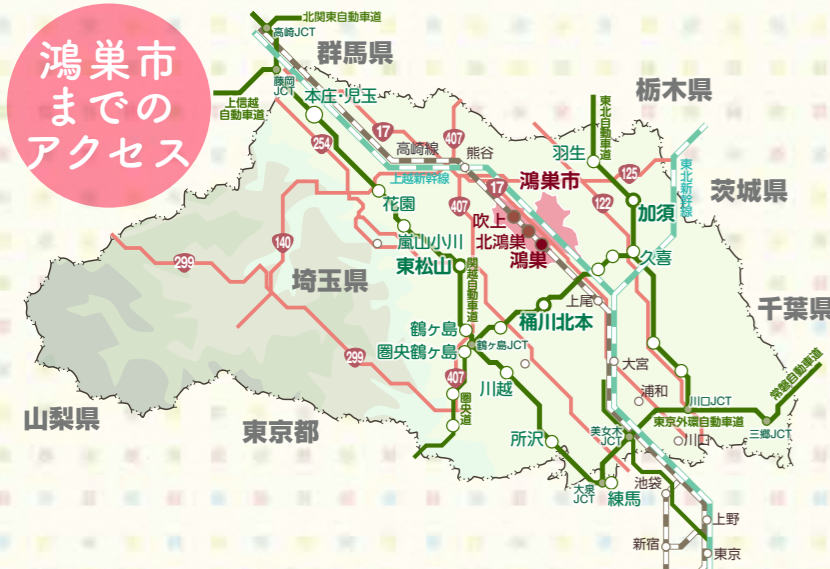 鴻巣市
までの
アクセス
北関東自動車道
高崎JCT
群馬県
藤岡
JCT
上信越
自動車道
本庄・児玉
栃木県
東北自動車道
17
407
254
高崎線
熊谷
羽生
上越新幹線
17
鴻巣市
125
東北新幹線
茨城県
122
加須
花園
407
吹上
北鴻巣
鴻巣
嵐山小川
140
299
東松山
関越自動車道
久喜
埼玉県
上尾
千葉県
桶川北本
鶴ヶ島
圏央鶴ヶ島
鶴ヶ島JCT
299
407
川越
大宮
圏央道
浦和
常磐自動車道
川口JCT
山梨県
東京都
東京外環自動車道
三郷JCT
所沢
美女木
JCT
川口
大泉
JCT
練馬
池袋
上野
新宿
東京